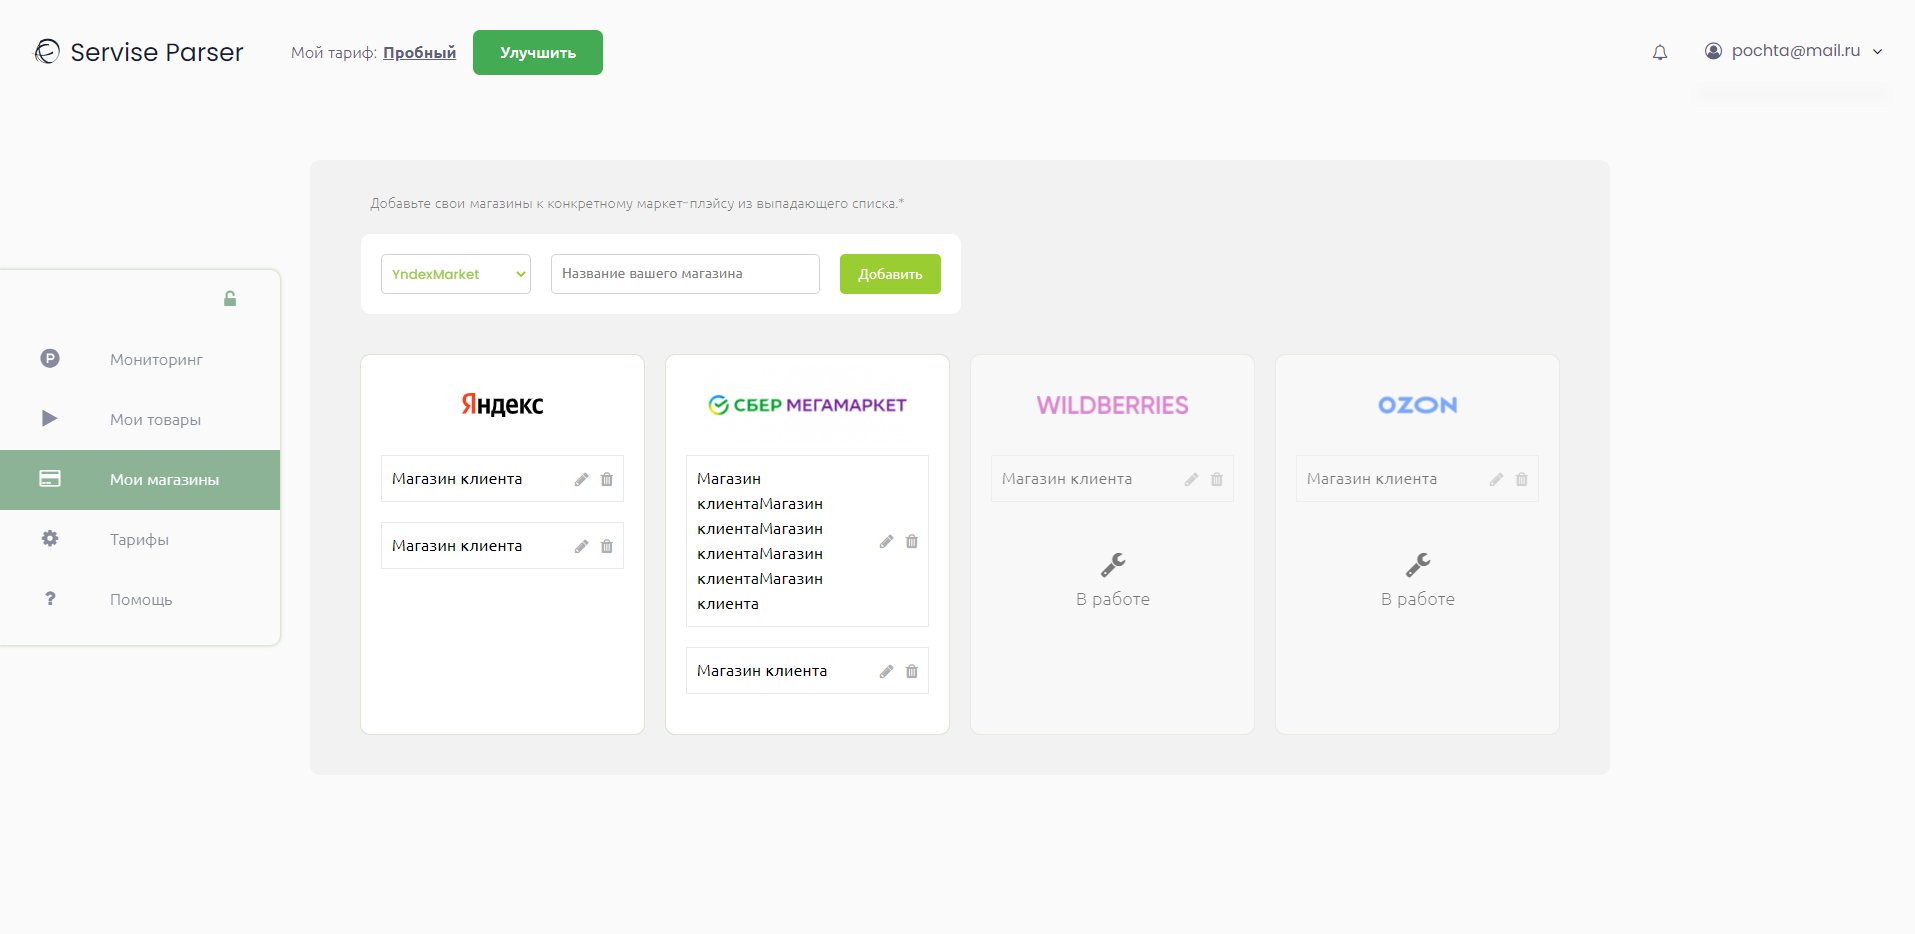 Servise Parser
Мой тариф: Пробный
Улучшить
pochta@mail.ru
Добавьте свои магазины к конкретному маркет-плэйсу из выпадающего списка.*
YndexMarket
Название вашего магазина
Добавить
Мониторинг
Мои товары
Мои магазины
Тарифы
Помощь
Яндекс
Магазин клиента
Магазин клиента
СБЕР МЕГАМАРКЕТ
Магазин
клиентаМагазин
клиентаМагазин
клиентаМагазин
клиентаМагазин
клиента
Магазин клиента
WILDBERRIES
Магазин клиента
В работе
OZON
Магазин клиента
В работе